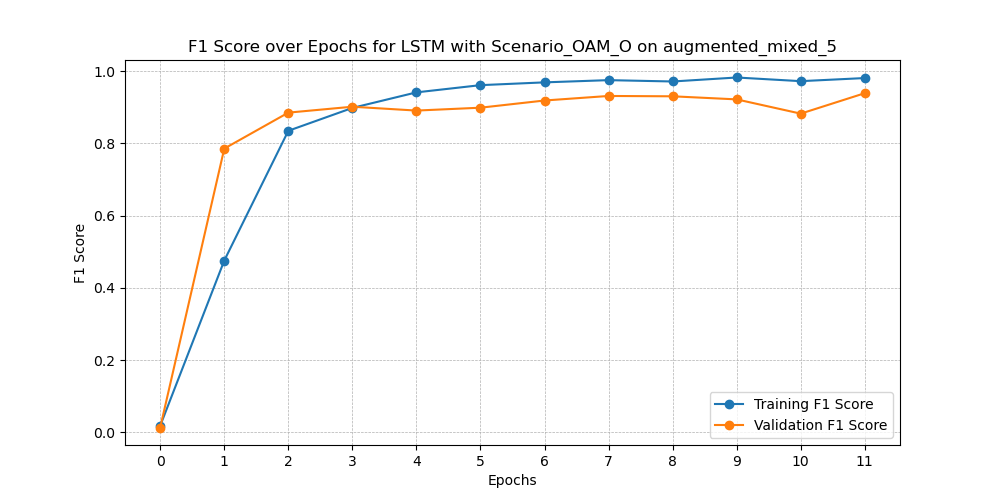 F1 Score over Epochs for LSTM with Scenario_OAM_O on augmented_mixed_5
F1 Score
1.0
0.8
0.6
0.4
0.2
0.0
0 1 2 3 4 5 6 7 8 9 10 11
Epochs
Training F1 Score
Validation F1 Score